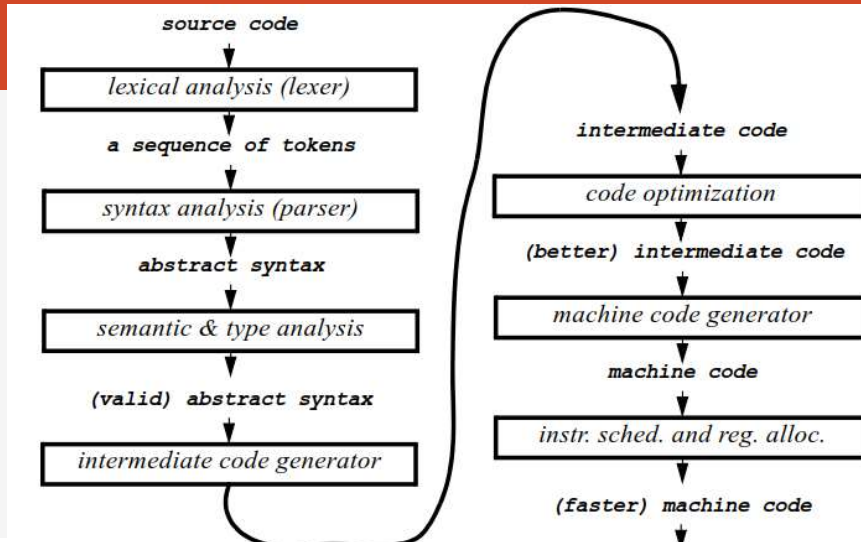 source code
lexical analysis (lexer)
a sequence of tokens
syntax analysis (parser)
abstract syntax
semantic & type analysis
(valid) abstract syntax
intermediate code generator
intermediate code
code optimization
(better) intermediate code
machine code generator
machine code
instr. sched. and reg. alloc.
(faster) machine code